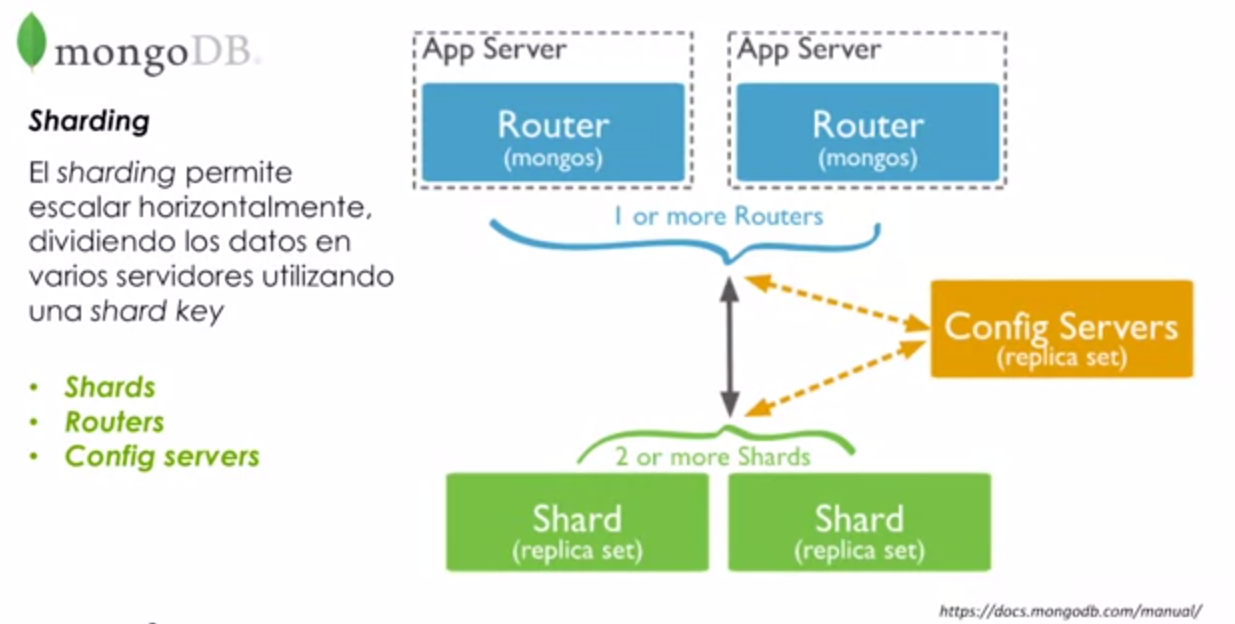 mongoDB.
Sharding
El sharding permite
escalar horizontalmente,
dividiendo los datos en
varios servidores utilizando
una shard key
• Shards
• Routers
• Config servers
App Server
Router
(mongos)
App Server
Router
(mongos)
1 or more Routers
Config Servers
(replica set)
2 or more Shards
Shard
(replica set)
Shard
(replica set)
https://docs.mongodb.com/manual/